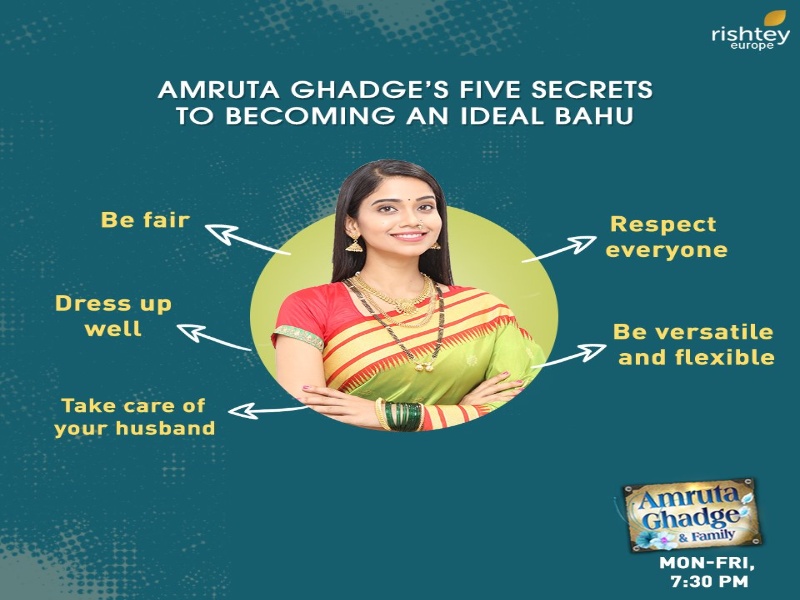 rishtey
europe
AMRUTA GHADGE'S FIVE SECRETS
TO BECOMING AN IDEAL BAHU
Be fair
Dress up
well
Take care of
your husband
Respect
everyone
Be versatile
and flexible
Amruta
Ghadge
& Family
MON-FRI,
7:30 PM